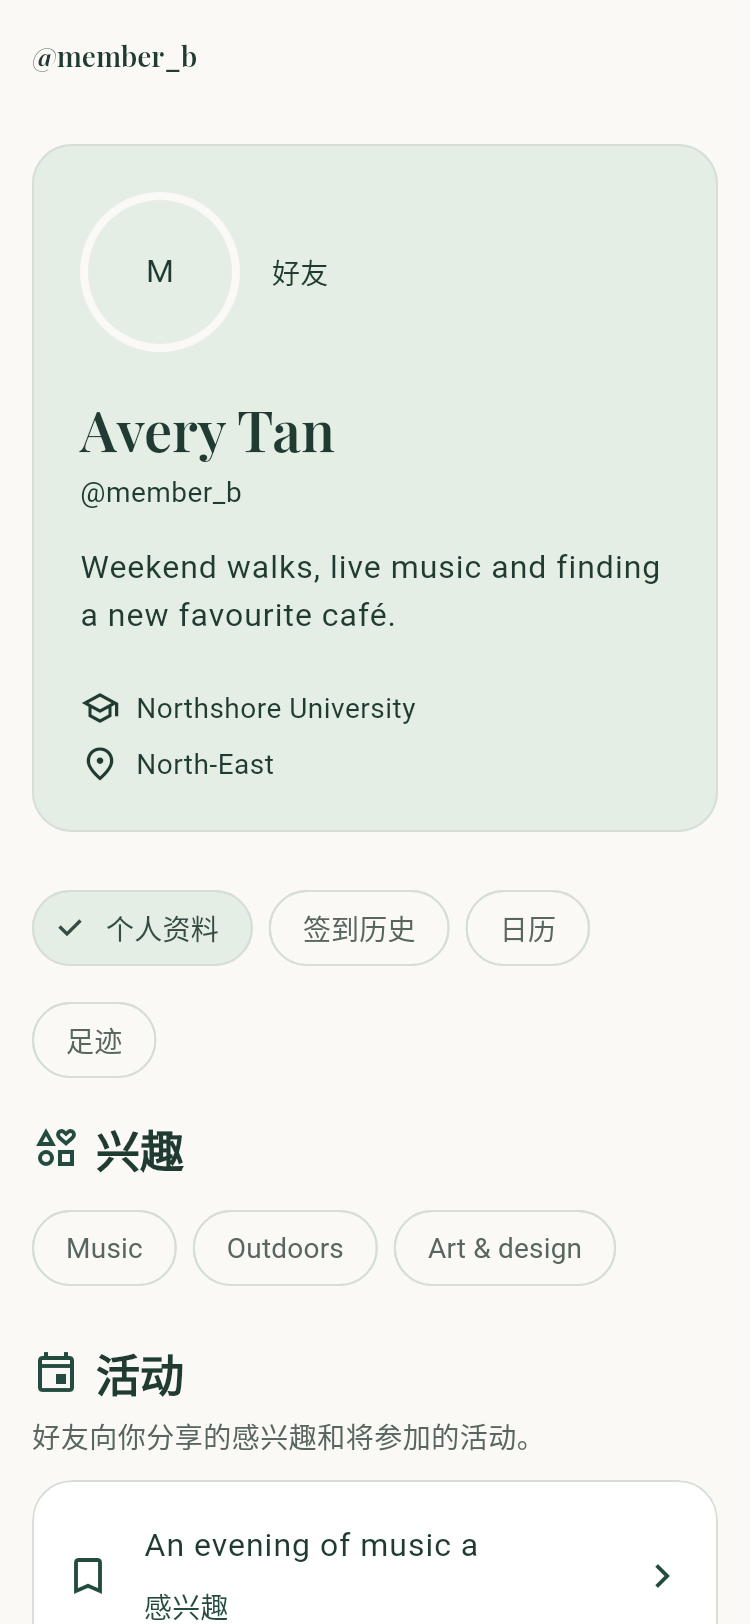 @member_b
M
好友
Avery Tan
@member_b
Weekend walks, live music and finding
a new favourite café.
Northshore University
North-East
个人资料
签到历史
日历
足迹
兴趣
Music
Outdoors
Art & design
活动
好友向你分享的感兴趣和将参加的活动。
An evening of music a
感兴趣